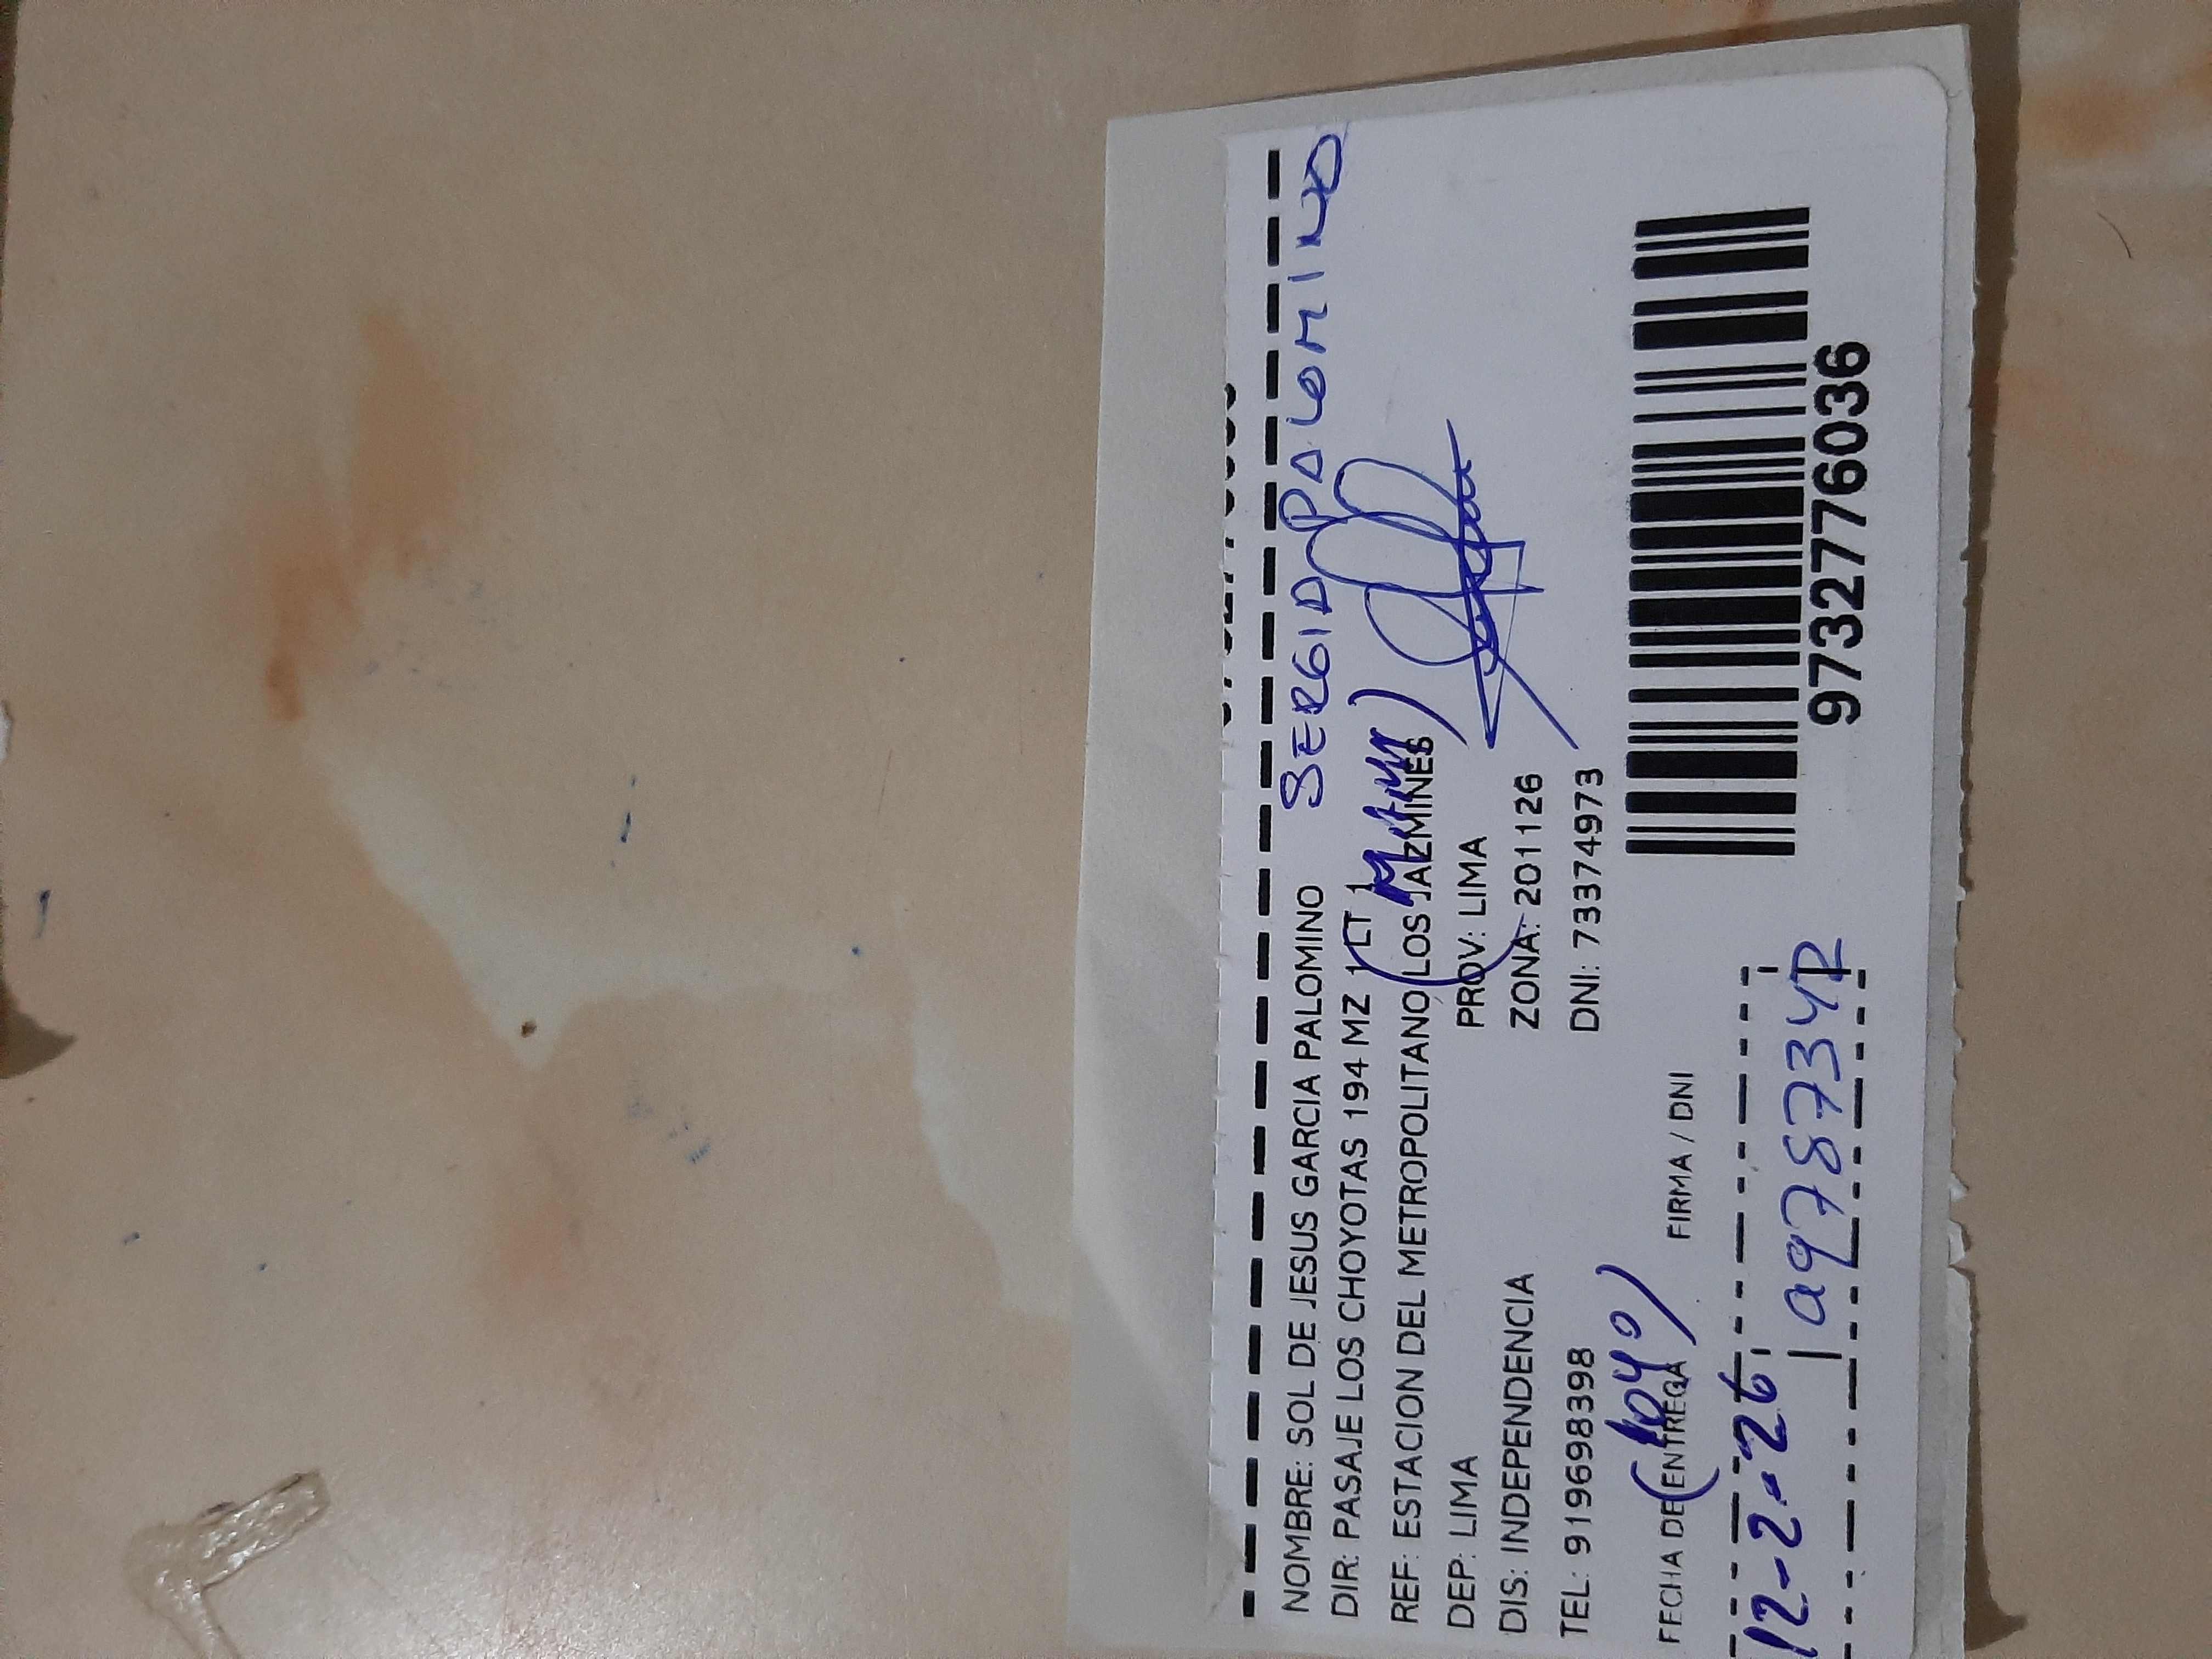 SERGIO PALOMINO
NOMBRE: SOL DE JESUS GARCIA PALOMINO
DIR: PASAJE LOS CHOYOTAS 194 MZ 1 LT 1
REF: ESTACION DEL METROPOLITANO LOS JAZMINES
DEP: LIMA PROV: LIMA
DIS: INDEPENDENCIA ZONA: 201126
TEL: 919698398 DNI: 73374973
FECHA DE ENTREGA FIRMA / DNI
12-2-26
9732776036